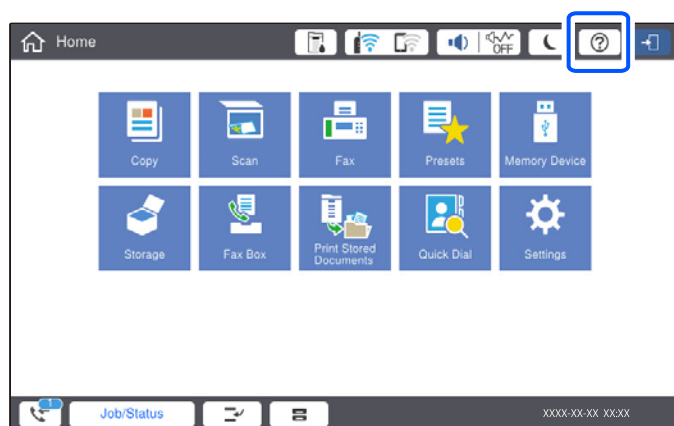 Home
OFF
?
Copy
Scan
Fax
Presets
Memory Device
Storage
Fax Box
Print Stored
Documents
Quick Dial
Settings
1
Job/Status
XXXX-XX-XX XX:XX